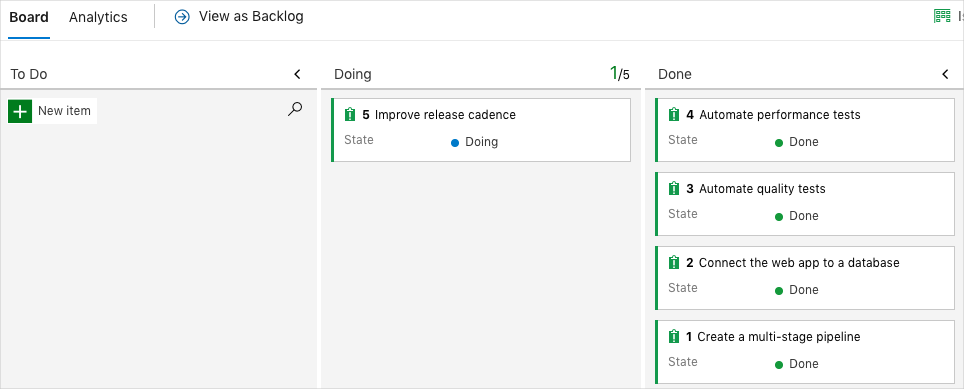 Board Analytics View as Backlog
To Do
New item
Doing 1/5
5 Improve release cadence
State Doing
Done
4 Automate performance tests
State Done
3 Automate quality tests
State Done
2 Connect the web app to a database
State Done
1 Create a multi-stage pipeline
State Done